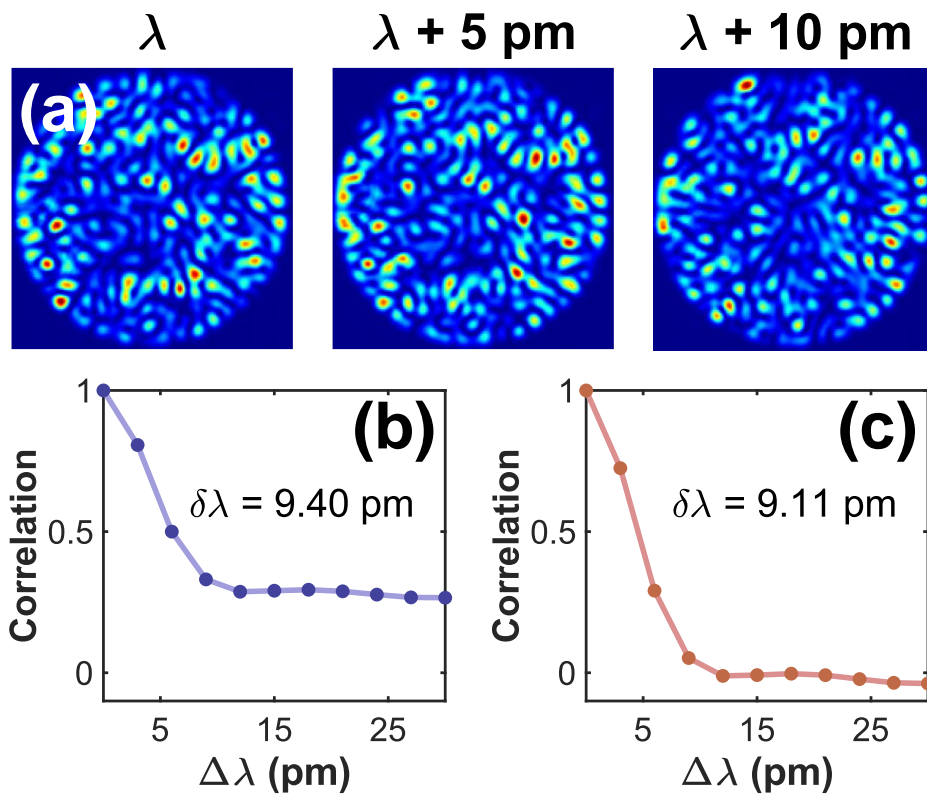 λ
λ + 5 pm
λ + 10 pm
(a)
(b)
δλ = 9.40 pm
Correlation
1
0.5
0
5
15
25
Δλ (pm)
(c)
δλ = 9.11 pm
Correlation
1
0.5
0
5
15
25
Δλ (pm)